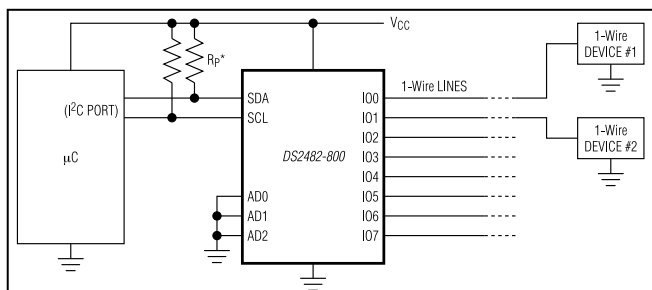 VCC
RP*
1-Wire
DEVICE #1
1-Wire LINES
(I²C PORT)
µC
SDA
SCL
DS2482-800
AD0
AD1
AD2
IO0
IO1
IO2
IO3
IO4
IO5
IO6
IO7
1-Wire
DEVICE #2